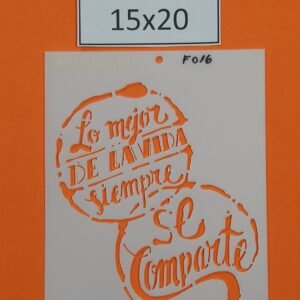 15x20
F016
Lo mejor
DE LA VIDA
siempre
Se
Comparte